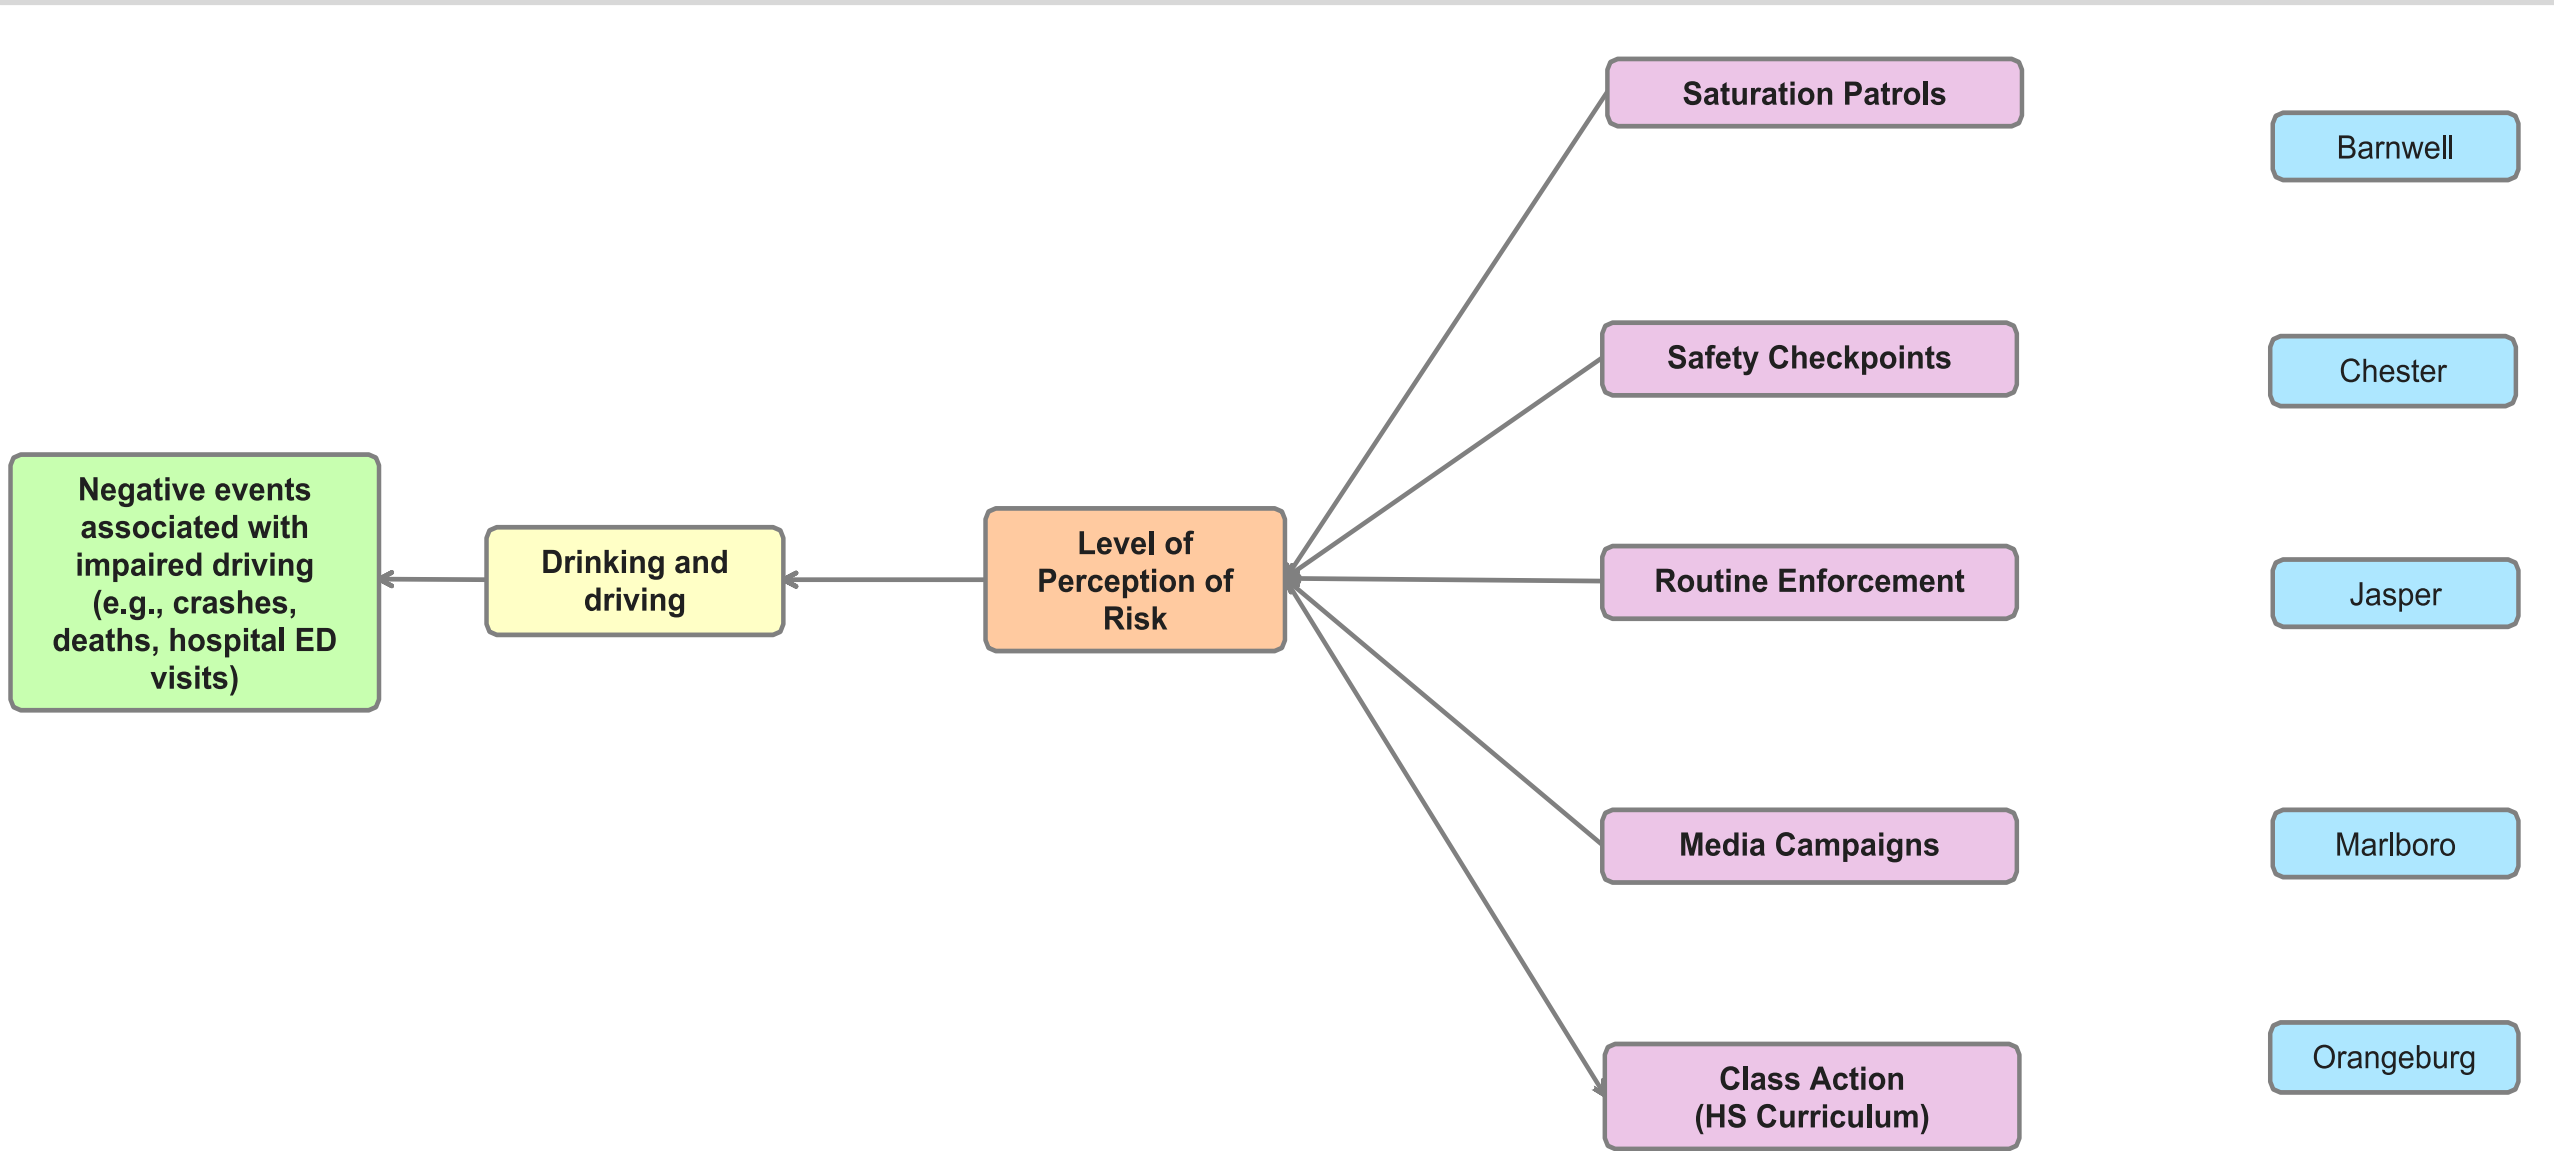 Saturation Patrols
Barnwell
Safety Checkpoints
Chester
Negative events
associated with
impaired driving
(e.g., crashes,
deaths, hospital ED
visits)
Drinking and
driving
Level of
Perception of
Risk
Routine Enforcement
Jasper
Media Campaigns
Marlboro
Class Action
(HS Curriculum)
Orangeburg